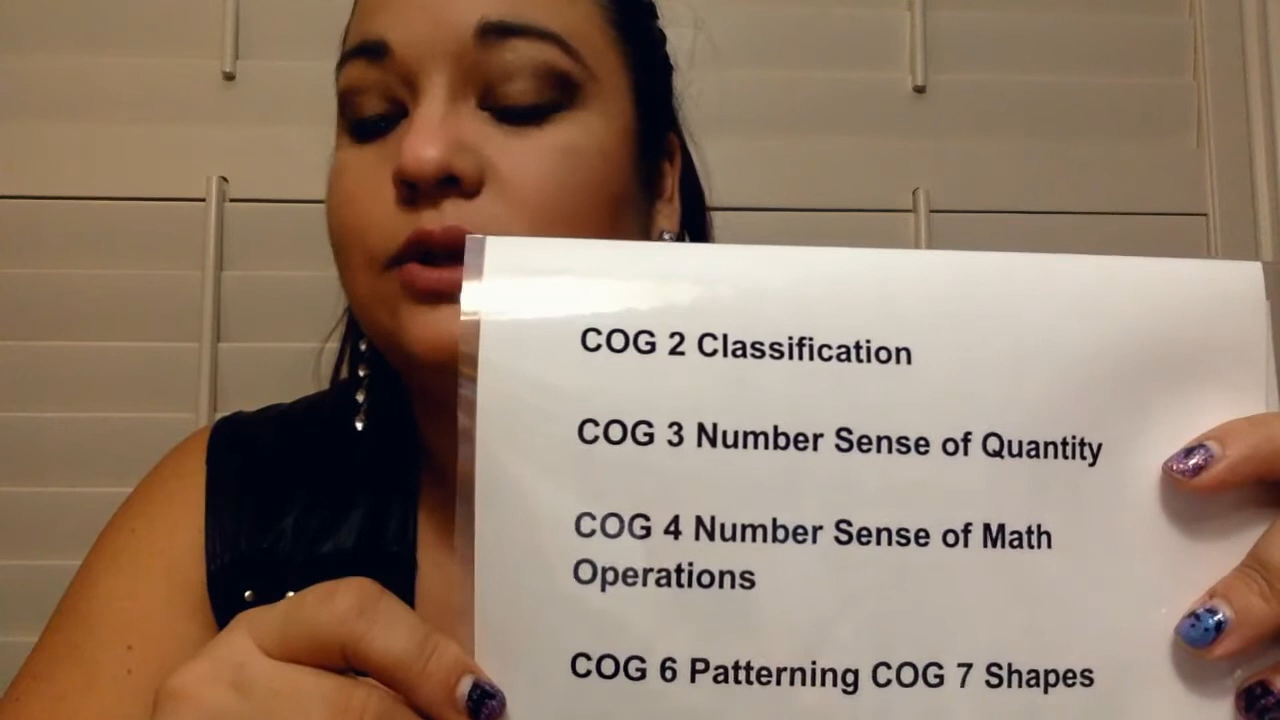 COG 2 Classification
COG 3 Number Sense of Quantity
COG 4 Number Sense of Math
Operations
COG 6 Patterning COG 7 Shapes